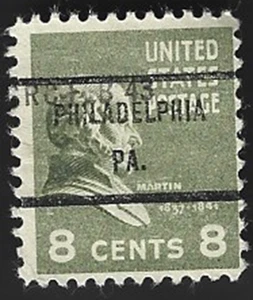 UNITED
STATES
POSTAGE
PHILADELPHIA
PA.
MARTIN
1837-1841
8 CENTS 8